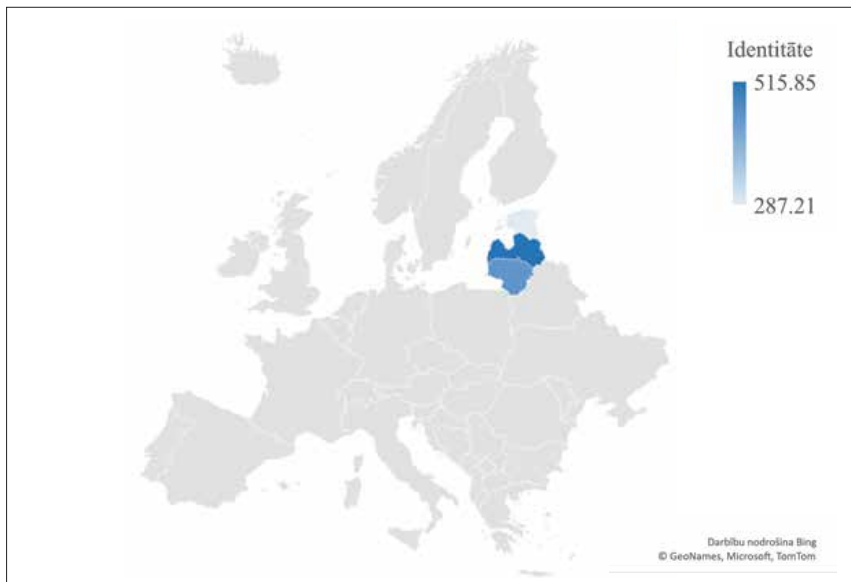 Identitāte
515.85
287.21
Darbību nodrošina Bing
© GeoNames, Microsoft, TomTom